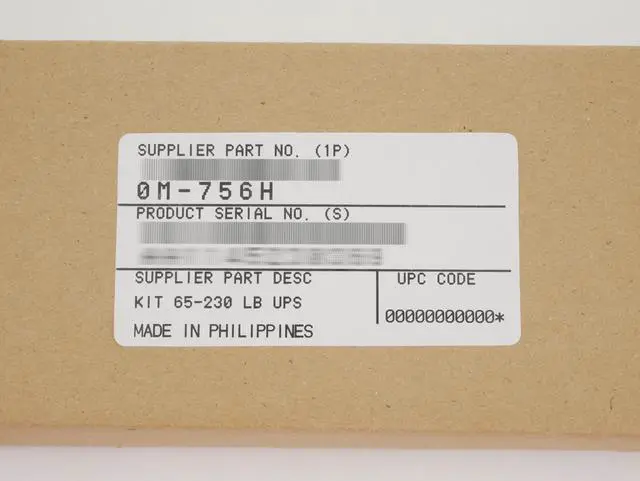 SUPPLIER PART NO. (1P)
0M-756H
PRODUCT SERIAL NO. (S)
SUPPLIER PART DESC
UPC CODE
KIT 65-230 LB UPS
00000000000*
MADE IN PHILIPPINES